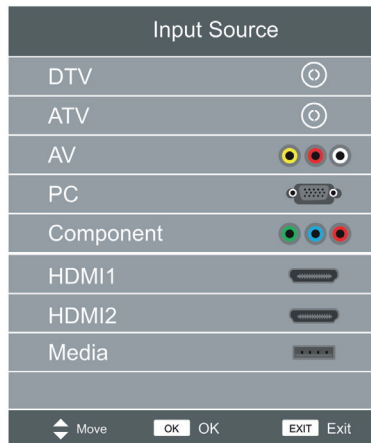 Input Source
DTV
ATV
AV
PC
Component
HDMI1
HDMI2
Media
Move OK OK EXIT Exit